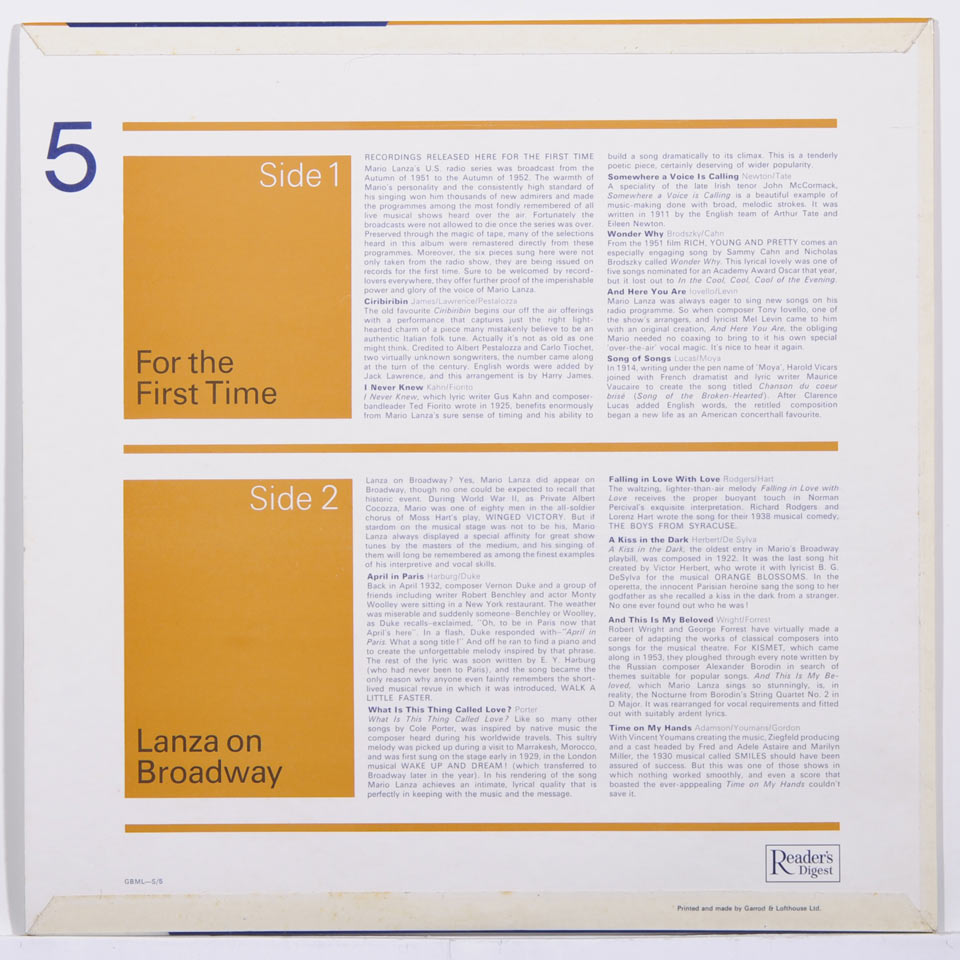 5
Side 1
For the
First Time
RECORDINGS RELEASED HERE FOR THE FIRST TIME
Mario Lanza's U.S. radio series was broadcast from the
Autumn of 1951 to the Autumn of 1952. The warmth of
Mario's personality and the consistently high standard of
his singing won him thousands of new admirers and made
the programmes among the most fondly remembered of all
live musical shows heard over the air. Fortunately the
broadcasts were not allowed to die once the series was over.
Preserved through the magic of tape, many of the selections
heard in this album were remastered directly from these
programmes. Moreover, the six pieces sung here were not
only taken from the radio show, they are being issued on
records for the first time. Sure to be welcomed by record-
lovers everywhere, they offer further proof of the imperishable
power and glory of the voice of Mario Lanza.
Ciribiribin James/Lawrence/Pestalozza
The old favourite Ciribiribin begins our off the air offerings
with a performance that captures just the right light-
hearted charm of a piece many mistakenly believe to be an
authentic Italian folk tune. Actually it's not as old as one
might think. Credited to Albert Pestalozza and Carlo Tiochet,
two virtually unknown songwriters, the number came along
at the turn of the century. English words were added by
Jack Lawrence, and this arrangement is by Harry James.
I Never Knew Kahn/Fiorito
I Never Knew, which lyric writer Gus Kahn and composer-
bandleader Ted Fiorito wrote in 1925, benefits enormously
from Mario Lanza's sure sense of timing and his ability to
build a song dramatically to its climax. This is a tenderly
poetic piece, certainly deserving of wider popularity.
Somewhere a Voice Is Calling Newton/Tate
A speciality of the late Irish tenor John McCormack,
Somewhere a Voice is Calling is a beautiful example of
music-making done with broad, melodic strokes. It was
written in 1911 by the English team of Arthur Tate and
Eileen Newton.
Wonder Why Brodszky/Cahn
From the 1951 film RICH, YOUNG AND PRETTY comes an
especially engaging song by Sammy Cahn and Nicholas
Brodszky called Wonder Why. This lyrical lovely was one of
five songs nominated for an Academy Award Oscar that year,
but it lost out to In the Cool, Cool, Cool of the Evening.
And Here You Are Iovello/Levin
Mario Lanza was always eager to sing new songs on his
radio programme. So when composer Tony Iovello, one of
the show's arrangers, and lyricist Mel Levin came to him
with an original creation, And Here You Are, the obliging
Mario needed no coaxing to bring to it his own special
'over-the-air' vocal magic. It's nice to hear it again.
Song of Songs Lucas/Moya
In 1914, writing under the pen name of 'Moya', Harold Vicars
joined with French dramatist and lyric writer Maurice
Vaucaire to create the song titled Chanson du coeur
brisé (Song of the Broken-Hearted). After Clarence
Lucas added English words, the retitled composition
began a new life as an American concerthall favourite.
Side 2
Lanza on
Broadway
Lanza on Broadway? Yes, Mario Lanza did appear on
Broadway, though no one could be expected to recall that
historic event. During World War II, as Private Albert
Cocozza, Mario was one of eighty men in the all-soldier
chorus of Moss Hart's play, WINGED VICTORY. But if
stardom on the musical stage was not to be his, Mario
Lanza always displayed a special affinity for great show
tunes by the masters of the medium, and his singing of
them will long be remembered as among the finest examples
of his interpretive and vocal skills.
April in Paris Harburg/Duke
Back in April 1932, composer Vernon Duke and a group of
friends including writer Robert Benchley and actor Monty
Woolley were sitting in a New York restaurant. The weather
was miserable and suddenly someone–Benchley or Woolley,
as Duke recalls–exclaimed, "Oh, to be in Paris now that
April's here". In a flash, Duke responded with–"April in
Paris. What a song title!" And off he ran to find a piano and
to create the unforgettable melody inspired by that phrase.
The rest of the lyric was soon written by E. Y. Harburg
(who had never been to Paris), and the song became the
only reason why anyone even faintly remembers the short-
lived musical revue in which it was introduced, WALK A
LITTLE FASTER.
What Is This Thing Called Love? Porter
What Is This Thing Called Love? Like so many other
songs by Cole Porter, was inspired by native music the
composer heard during his worldwide travels. This sultry
melody was picked up during a visit to Marrakesh, Morocco,
and was first sung on the stage early in 1929, in the London
musical WAKE UP AND DREAM! (which transferred to
Broadway later in the year). In his rendering of the song
Mario Lanza achieves an intimate, lyrical quality that is
perfectly in keeping with the music and the message.
Falling in Love With Love Rodgers/Hart
The waltzing, lighter-than-air melody Falling in Love with
Love receives the proper buoyant touch in Norman
Percival's exquisite interpretation. Richard Rodgers and
Lorenz Hart wrote the song for their 1938 musical comedy,
THE BOYS FROM SYRACUSE.
A Kiss in the Dark Herbert/De Sylva
A Kiss in the Dark, the oldest entry in Mario's Broadway
playbill, was composed in 1922. It was the last song hit
created by Victor Herbert, who wrote it with lyricist B. G.
DeSylva for the musical ORANGE BLOSSOMS. In the
operetta, the innocent Parisian heroine sang the song to her
godfather as she recalled a kiss in the dark from a stranger.
No one ever found out who he was!
And This Is My Beloved Wright/Forrest
Robert Wright and George Forrest have virtually made a
career of adapting the works of classical composers into
songs for the musical theatre. For KISMET, which came
along in 1953, they ploughed through every note written by
the Russian composer Alexander Borodin in search of
themes suitable for popular songs. And This Is My Be-
loved, which Mario Lanza sings so stunningly, is, in
reality, the Nocturne from Borodin's String Quartet No. 2 in
D Major. It was rearranged for vocal requirements and fitted
out with suitably ardent lyrics.
Time on My Hands Adamson/Youmans/Gordon
With Vincent Youmans creating the music, Ziegfeld producing
and a cast headed by Fred and Adele Astaire and Marilyn
Miller, the 1930 musical called SMILES should have been
assured of success. But this was one of those shows in
which nothing worked smoothly, and even a score that
boasted the ever-apppealing Time on My Hands couldn't
save it.
GBML—5/5
Reader's
Digest
Printed and made by Garrod & Lofthouse Ltd.